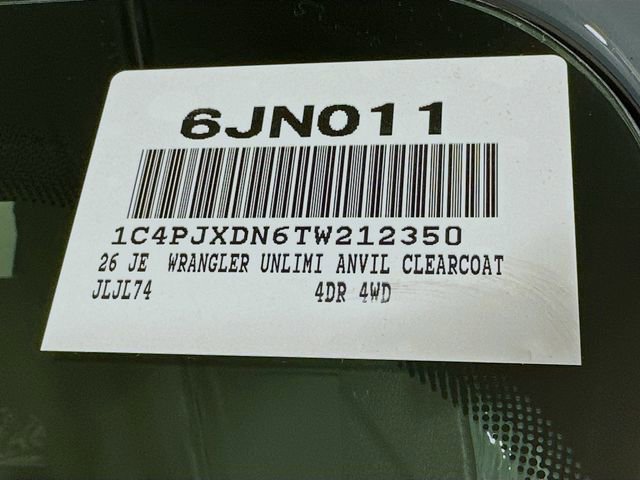 6JN011
1C4PJXDN6TW212350
26 JE WRANGLER UNLIMI ANVIL CLEARCOAT
JLJL74 4DR 4WD